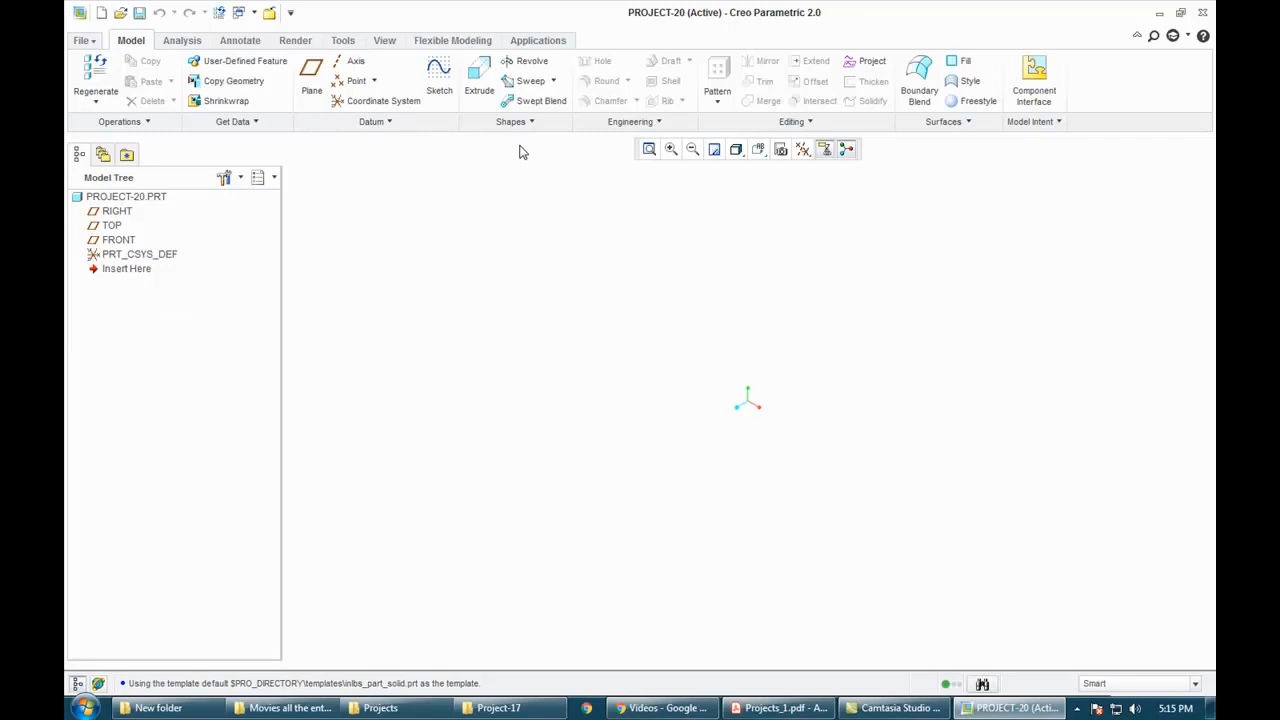 PROJECT-20 (Active) - Creo Parametric 2.0
File Model Analysis Annotate Render Tools View Flexible Modeling Applications
Regenerate Copy Paste Delete
User-Defined Feature Copy Geometry Shrinkwrap
Plane Axis Point Coordinate System Sketch
Extrude Revolve Sweep Swept Blend
Hole Round Chamfer Draft Shell Rib
Pattern Mirror Trim Merge Extend Offset Intersect Project Thicken Solidify
Boundary Blend Fill Style Freestyle
Component Interface
Operations Get Data Datum Shapes Engineering Editing Surfaces Model Intent
Model Tree
PROJECT-20.PRT
RIGHT
TOP
FRONT
PRT_CSYS_DEF
Insert Here
Using the template default $PRO_DIRECTORY\templates\inlbs_part_solid.prt as the template.
Smart
New folder Movies all the ent... Projects Project-17 Videos - Google ... Projects_1.pdf - A... Camtasia Studio ... PROJECT-20 (Acti... 5:15 PM